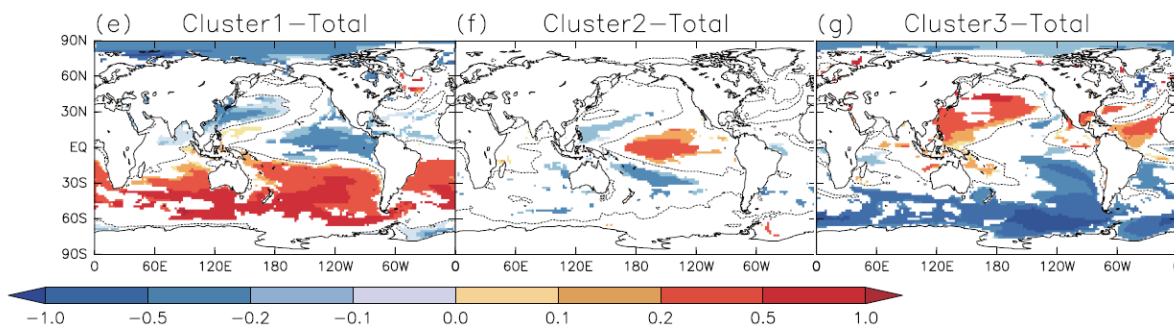 (e) Cluster1−Total (f) Cluster2−Total (g) Cluster3−Total
90N
60N
30N
EQ
30S
60S
90S
0 60E 120E 180 120W 60W 0 60E 120E 180 120W 60W 0 60E 120E 180 120W 60W
−1.0 −0.5 −0.2 −0.1 0.0 0.1 0.2 0.5 1.0